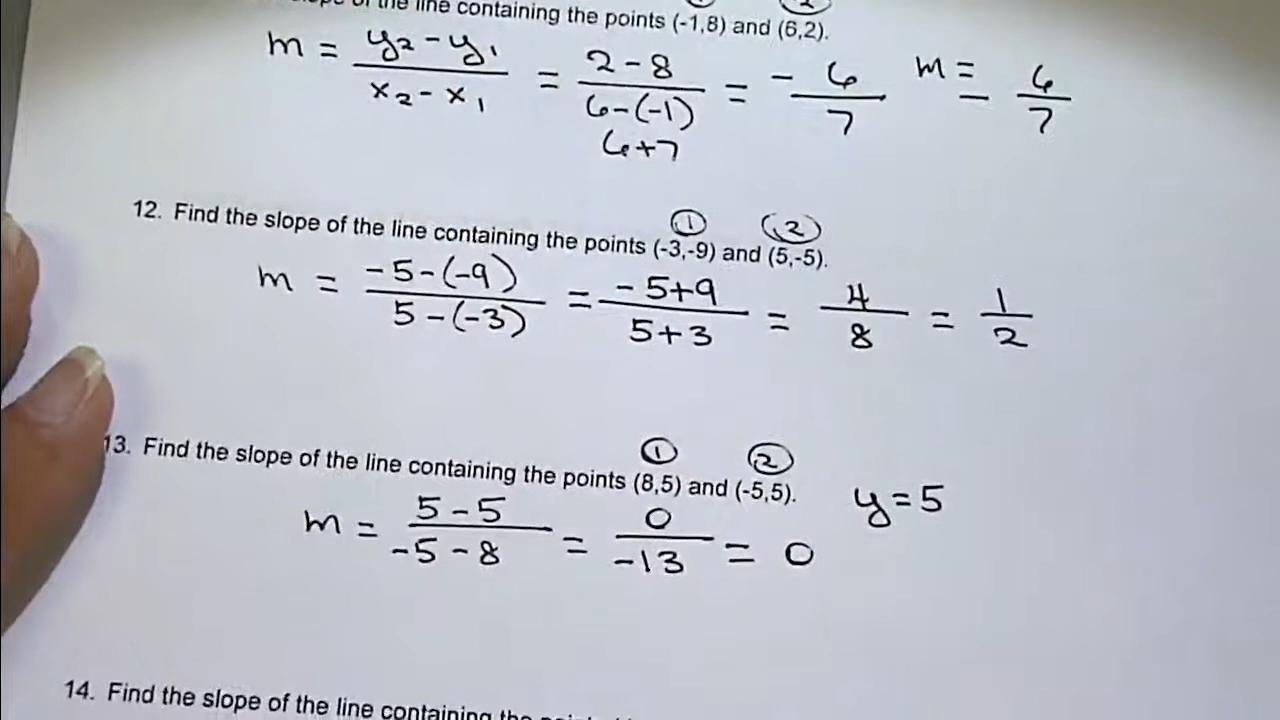 of the line containing the points (-1,8) and (6,2).
m = y₂ - y₁ / x₂ - x₁ = 2 - 8 / 6 - (-1) = - 6 / 7 m = - 6 / 7
6+7
① ②
12. Find the slope of the line containing the points (-3,-9) and (5,-5).
m = -5-(-9) / 5-(-3) = -5+9 / 5+3 = 4 / 8 = 1 / 2
① ②
13. Find the slope of the line containing the points (8,5) and (-5,5). y=5
m = 5-5 / -5-8 = 0 / -13 = 0
14. Find the slope of the line containing the